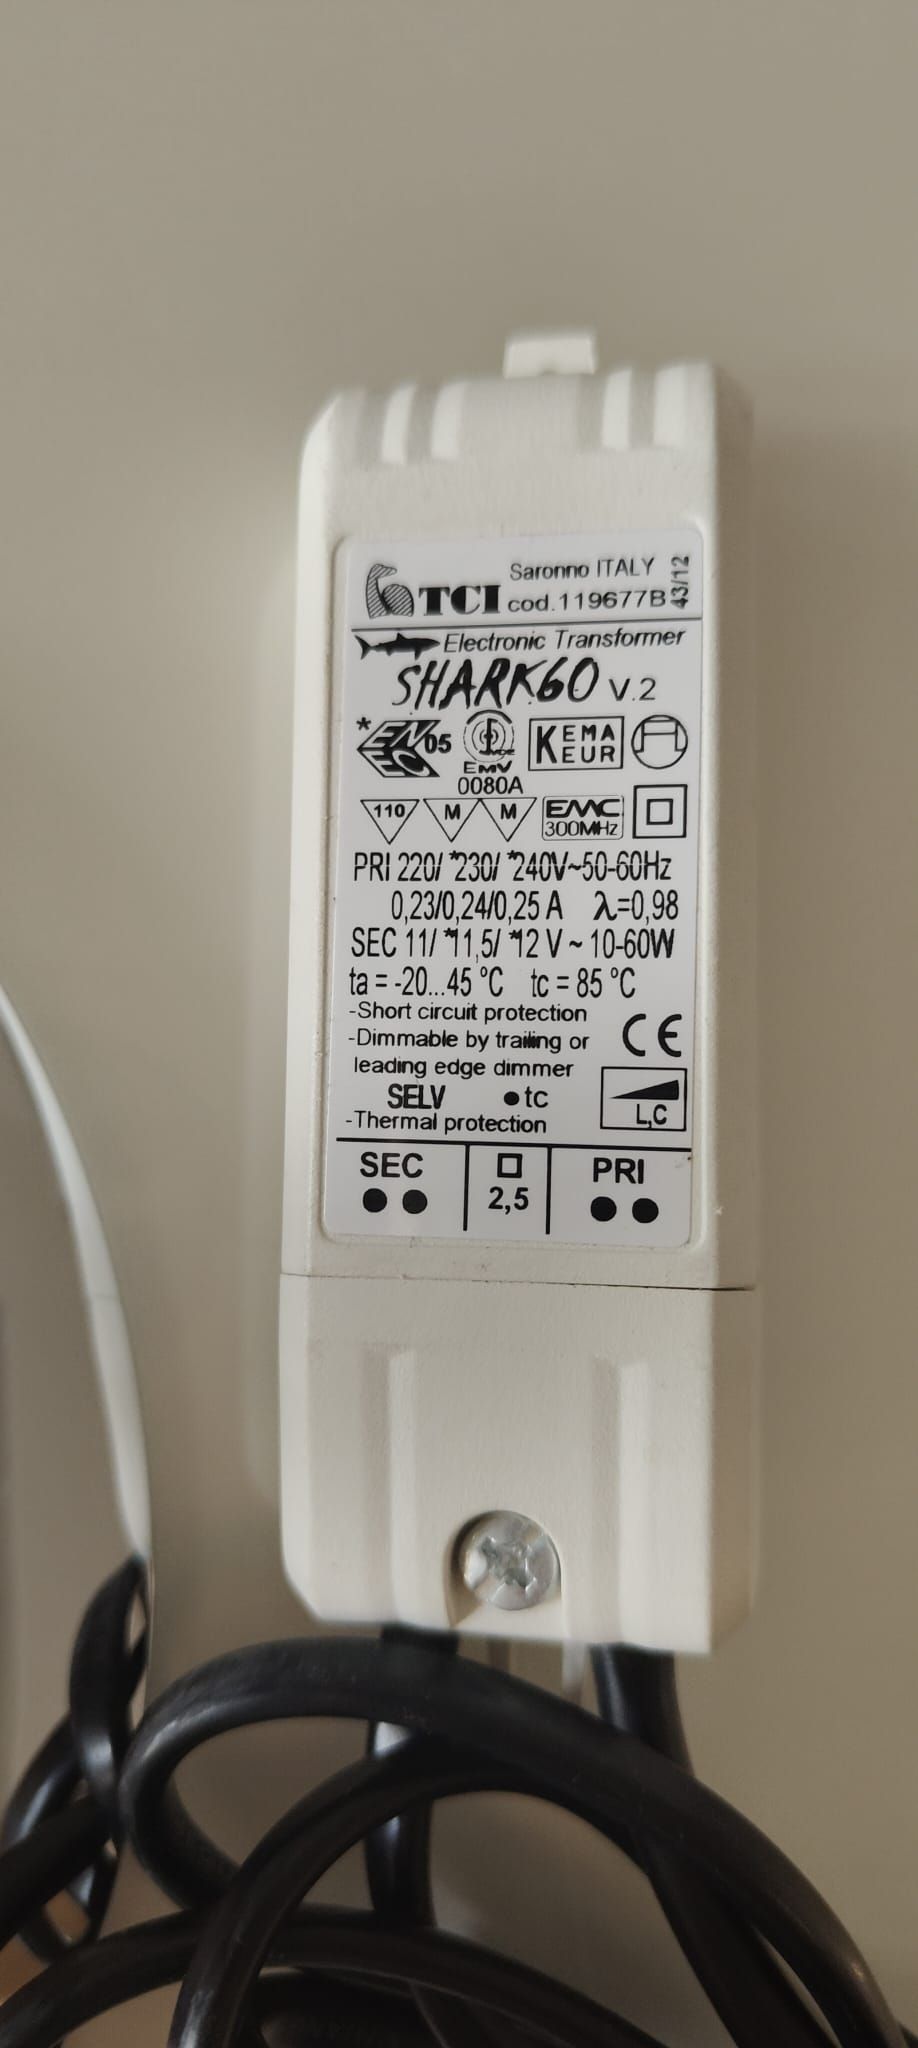 TCI Saronno ITALY
cod.119677B 43/12
Electronic Transformer
SHARK60 V.2
*ENEC 05 VDE EMV KEMA KEUR
0080A
110 M M EMC 300MHz
PRI 220/ *230/ *240V~50-60Hz
0,23/0,24/0,25 A λ=0,98
SEC 11/ *11,5/ *12 V ~ 10-60W
ta = -20...45 °C tc = 85 °C
-Short circuit protection
-Dimmable by trailing or
leading edge dimmer
CE
SELV ●tc
L,C
-Thermal protection
SEC 2,5 PRI